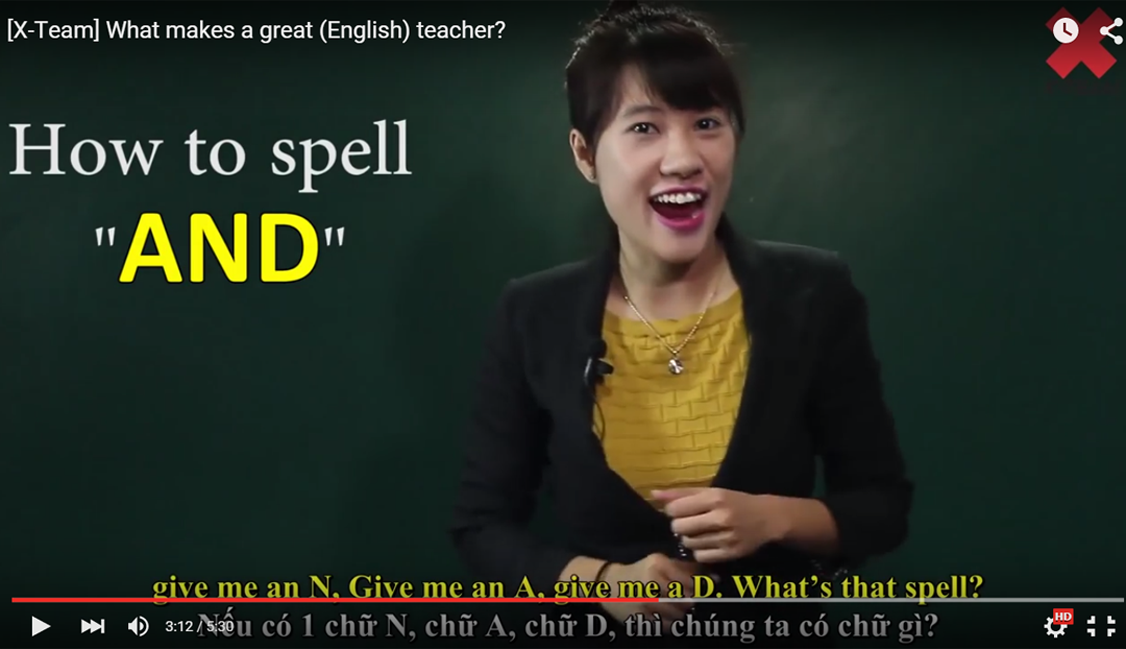 [X-Team] What makes a great (English) teacher?
How to spell
"AND"
give me an N, Give me an A, give me a D. What’s that spell?
HD
3:12 / 5:30
Nếu có 1 chữ N, chữ A, chữ D, thì chúng ta có chữ gì?